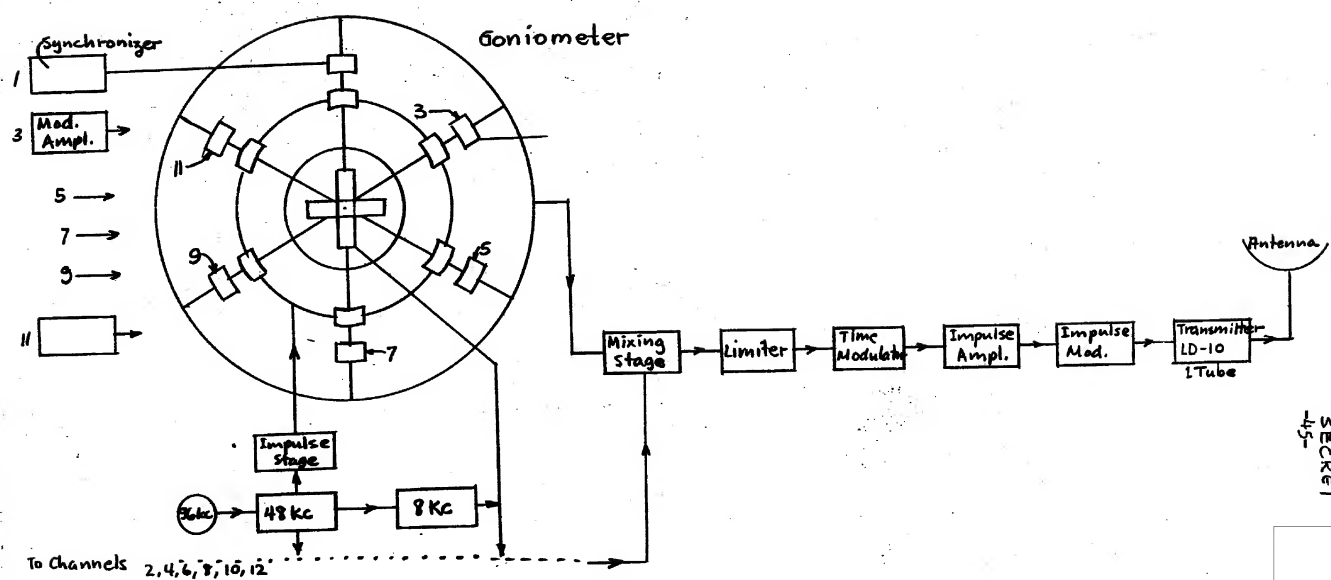 Synchronizer
Goniometer
1
3
Mod.
Ampl.
3
11
5
7
9
9
5
11
7
Antenna
Mixing
Stage
Limiter
Time
Modulator
Impulse
Ampl.
Impulse
Mod.
Transmitter
LD-10
1 Tube
SECRET
-45-
Impulse
Stage
96kc
48 Kc
8 Kc
To Channels 2,4,6,8,10,12